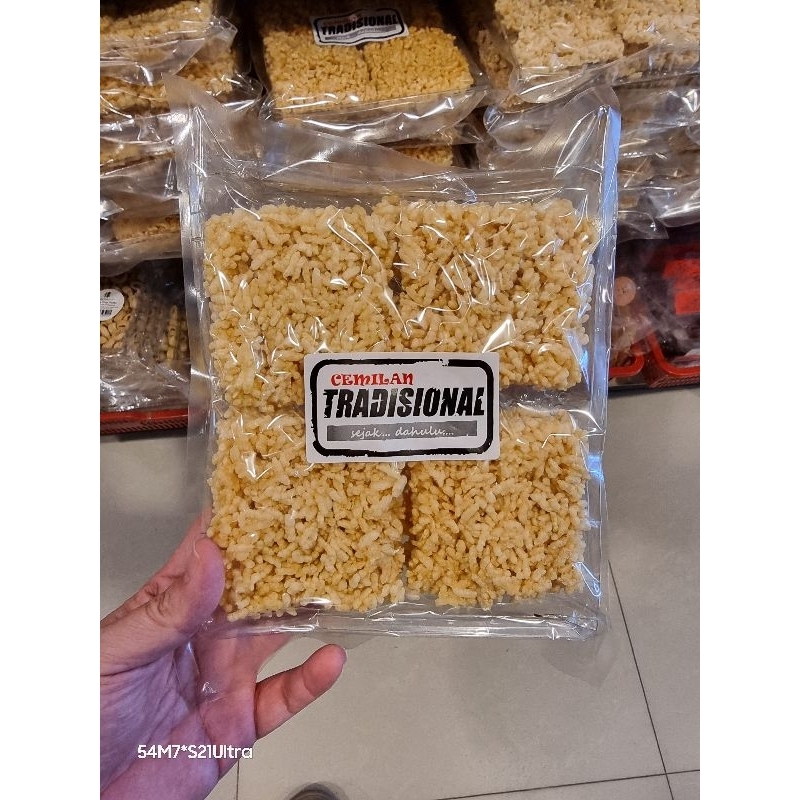 TRADISIONAL
CEMILAN
TRADISIONAL
sejak... dahulu....
54M7*S21Ultra